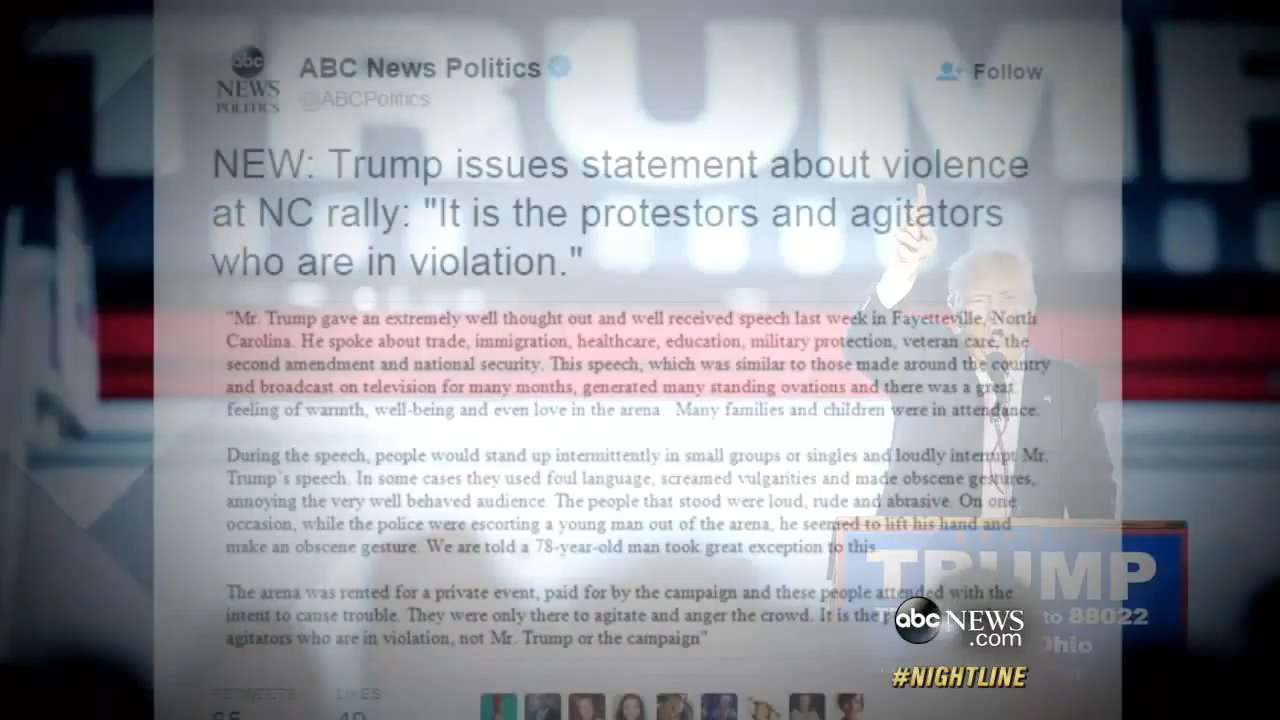 TRUMP
abc
NEWS
POLITICS
ABC News Politics
@ABCPolitics
Follow
NEW: Trump issues statement about violence
at NC rally: "It is the protestors and agitators
who are in violation."
"Mr. Trump gave an extremely well thought out and well received speech last week in Fayetteville, North
Carolina. He spoke about trade, immigration, healthcare, education, military protection, veteran care, the
second amendment and national security. This speech, which was similar to those made around the country
and broadcast on television for many months, generated many standing ovations and there was a great
feeling of warmth, well-being and even love in the arena. Many families and children were in attendance.
During the speech, people would stand up intermittently in small groups or singles and loudly interrupt Mr.
Trump's speech. In some cases they used foul language, screamed vulgarities and made obscene gestures,
annoying the very well behaved audience. The people that stood were loud, rude and abrasive. On one
occasion, while the police were escorting a young man out of the arena, he seemed to lift his hand and
make an obscene gesture. We are told a 78-year-old man took great exception to this.
The arena was rented for a private event, paid for by the campaign and these people attended with the
intent to cause trouble. They were only there to agitate and anger the crowd. It is the
agitators who are in violation, not Mr. Trump or the campaign"
TRUMP
to 88022
Ohio
abc NEWS
.com
#NIGHTLINE
RETWEETS LIKES